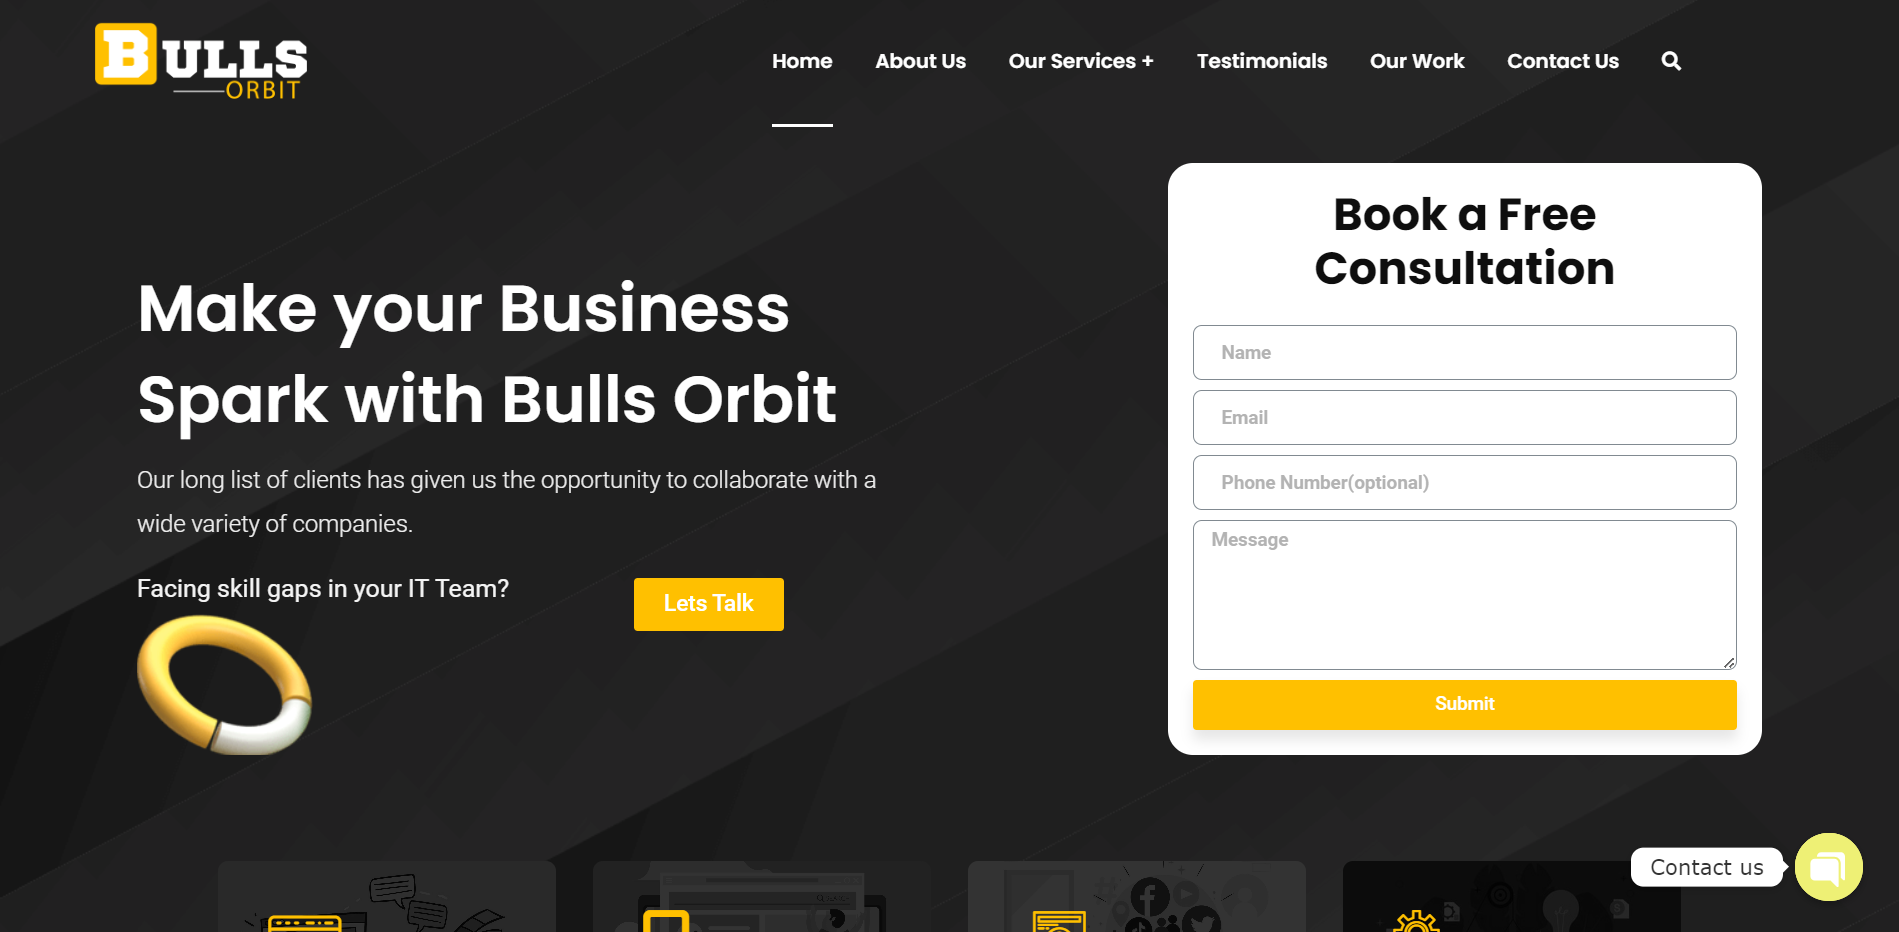 BULLS
ORBIT
Home
About Us
Our Services +
Testimonials
Our Work
Contact Us
Make your Business
Spark with Bulls Orbit
Our long list of clients has given us the opportunity to collaborate with a
wide variety of companies.
Facing skill gaps in your IT Team?
Lets Talk
Book a Free
Consultation
Name
Email
Phone Number(optional)
Message
Submit
Contact us